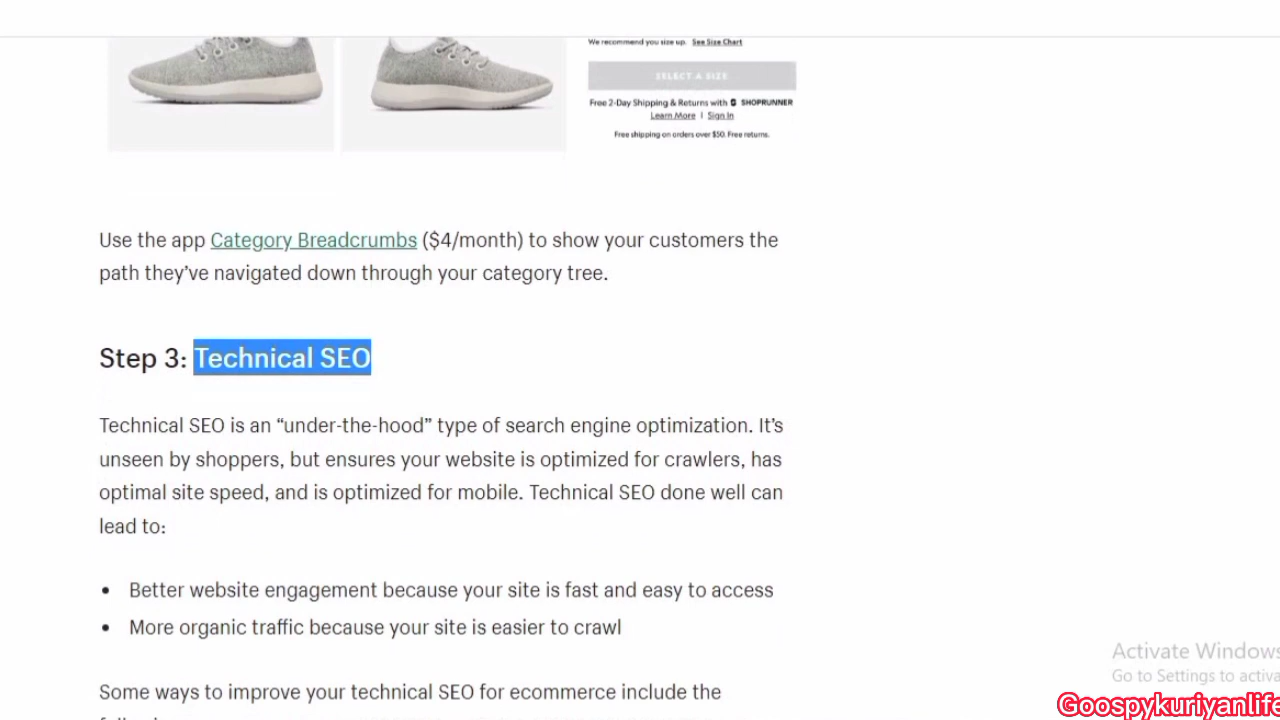 We recommend you size up. See Size Chart
SELECT A SIZE
Free 2-Day Shipping & Returns with SHOPRUNNER
Learn More | Sign In
Free shipping on orders over $50. Free returns.
Use the app Category Breadcrumbs ($4/month) to show your customers the
path they’ve navigated down through your category tree.
Step 3: Technical SEO
Technical SEO is an “under-the-hood” type of search engine optimization. It’s
unseen by shoppers, but ensures your website is optimized for crawlers, has
optimal site speed, and is optimized for mobile. Technical SEO done well can
lead to:
• Better website engagement because your site is fast and easy to access
• More organic traffic because your site is easier to crawl
Some ways to improve your technical SEO for ecommerce include the
Activate Windows
Go to Settings to activa
Goospykuriyanlife